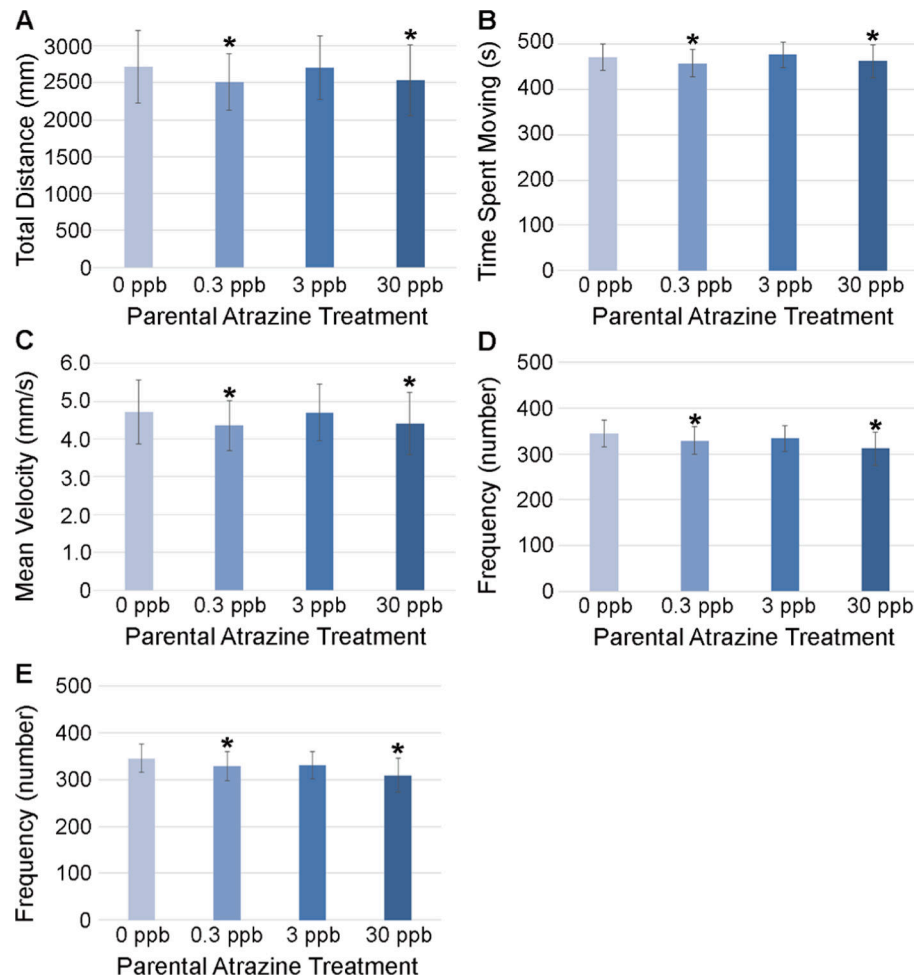 A
Total Distance (mm)
3000
2500
2000
1500
1000
500
0
*
*
0 ppb 0.3 ppb 3 ppb 30 ppb
Parental Atrazine Treatment
B
Time Spent Moving (s)
500
400
300
200
100
0
*
*
0 ppb 0.3 ppb 3 ppb 30 ppb
Parental Atrazine Treatment
C
Mean Velocity (mm/s)
6.0
5.0
4.0
3.0
2.0
1.0
0
*
*
0 ppb 0.3 ppb 3 ppb 30 ppb
Parental Atrazine Treatment
D
Frequency (number)
500
400
300
200
100
0
*
*
0 ppb 0.3 ppb 3 ppb 30 ppb
Parental Atrazine Treatment
E
Frequency (number)
500
400
300
200
100
0
*
*
0 ppb 0.3 ppb 3 ppb 30 ppb
Parental Atrazine Treatment